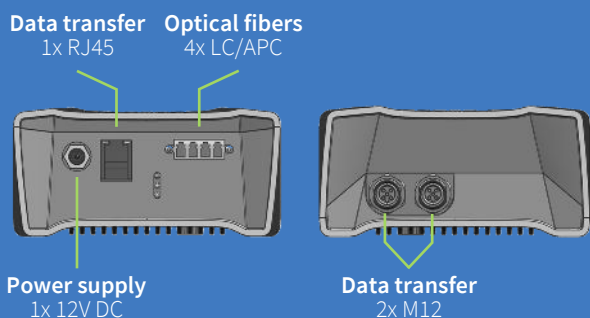 Data transfer
1x RJ45
Optical fibers
4x LC/APC
Power supply
1x 12V DC
Data transfer
2x M12